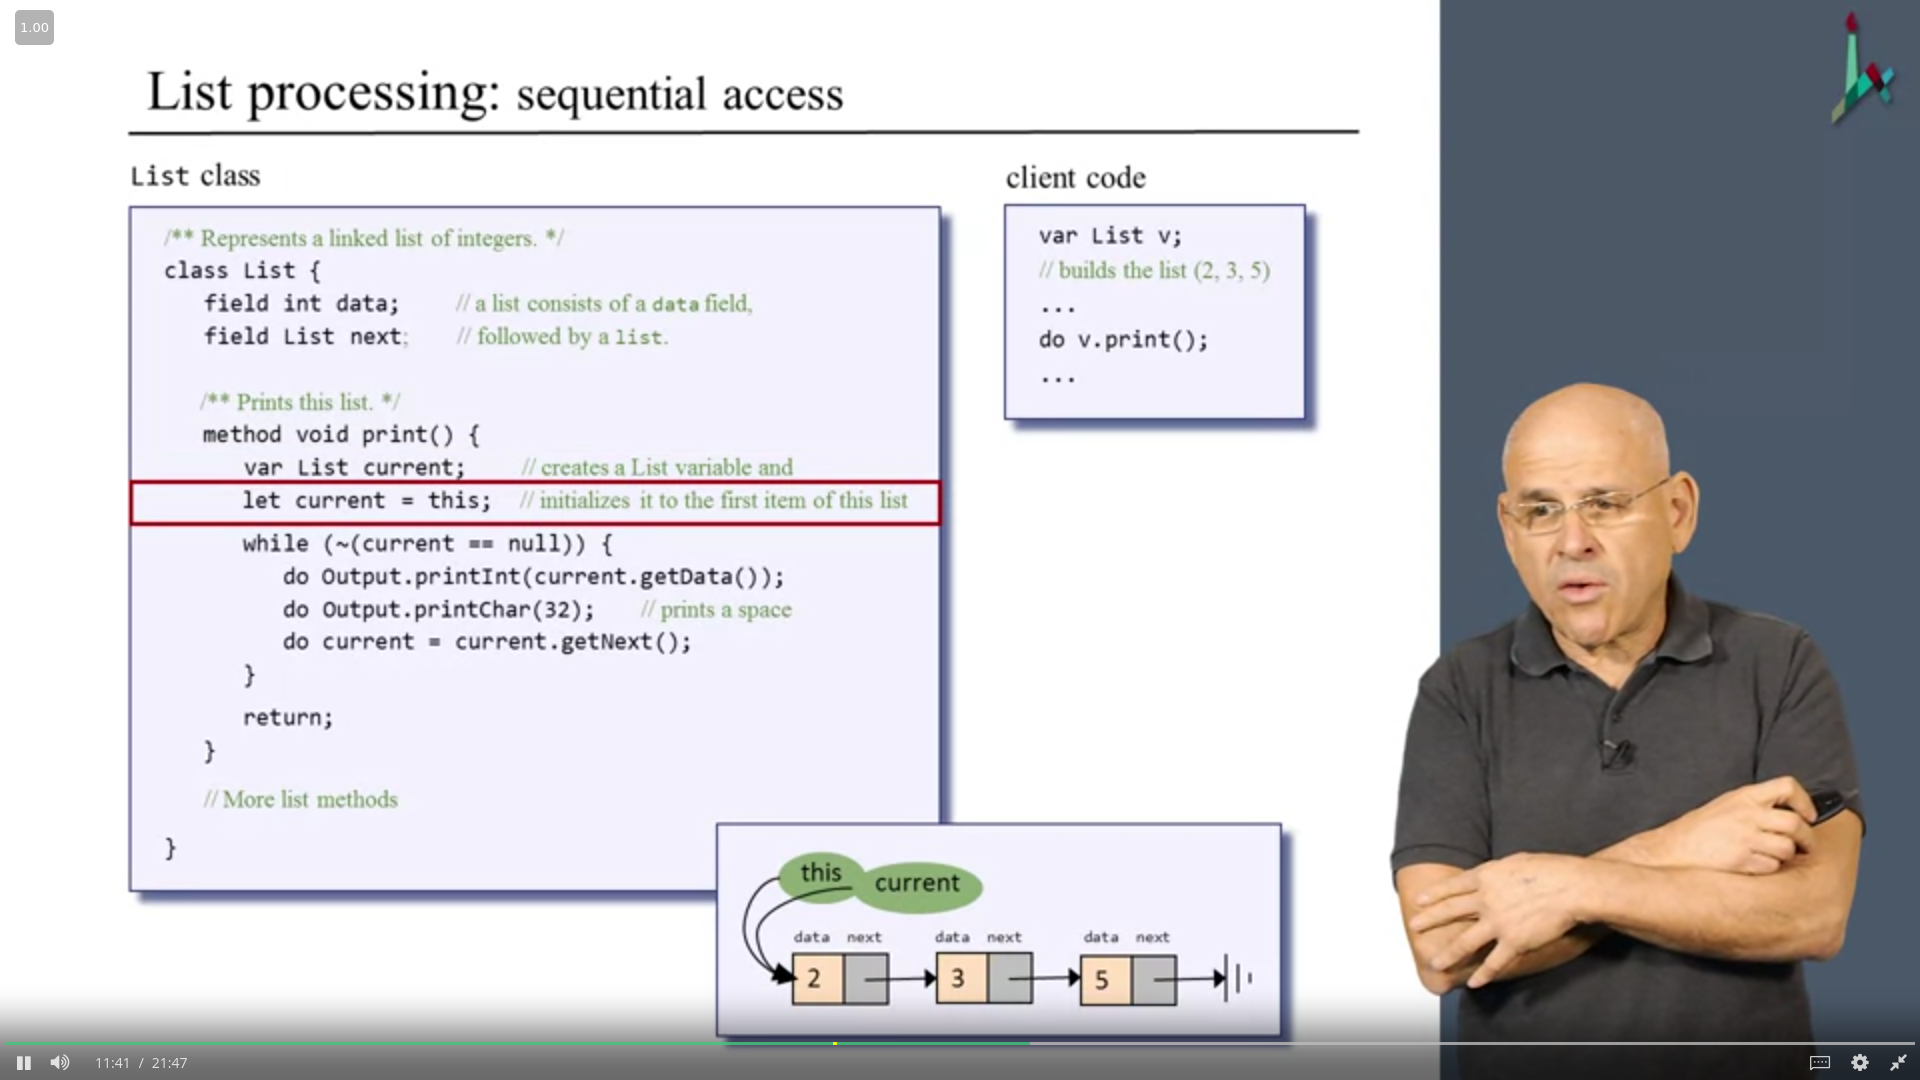 1.00
List processing: sequential access
List class
/** Represents a linked list of integers. */
class List {
field int data; // a list consists of a data field,
field List next; // followed by a list.
/** Prints this list. */
method void print() {
var List current; // creates a List variable and
let current = this; // initializes it to the first item of this list
while (~(current == null)) {
do Output.printInt(current.getData());
do Output.printChar(32); // prints a space
do current = current.getNext();
}
return;
}
// More list methods
}
client code
var List v;
// builds the list (2, 3, 5)
...
do v.print();
...
this current
data next data next data next
2 3 5
11:41 / 21:47